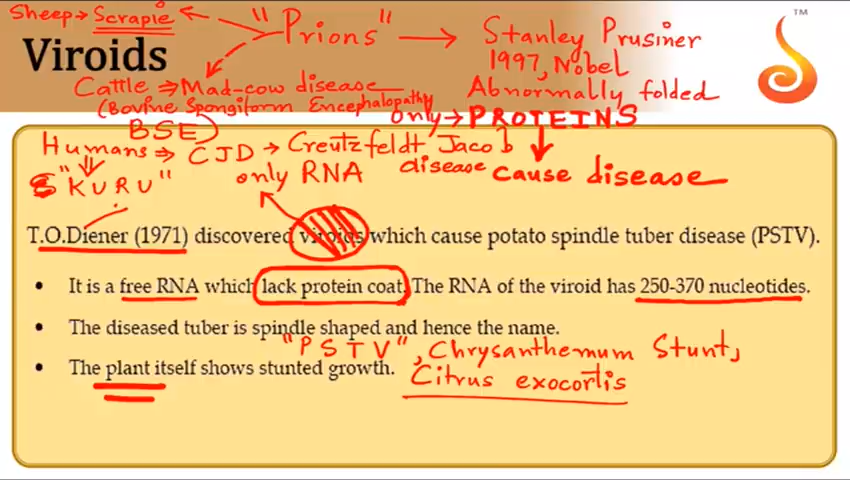 Sheep→ Scrapie
"Prions" → Stanley Prusiner
Viroids
1997, Nobel
Cattle ⇒ Mad-cow disease
Abnormally folded
(Bovine Spongiform Encephalopathy
only→ PROTEINS
BSE
Humans ⇒ CJD → Creutzfeldt Jacob
disease
cause disease
"KURU"
only RNA
T.O.Diener (1971) discovered viroids which cause potato spindle tuber disease (PSTV).
• It is a free RNA which lack protein coat. The RNA of the viroid has 250-370 nucleotides.
• The diseased tuber is spindle shaped and hence the name.
"PSTV", Chrysanthemum Stunt,
• The plant itself shows stunted growth.
Citrus exocortis
TM